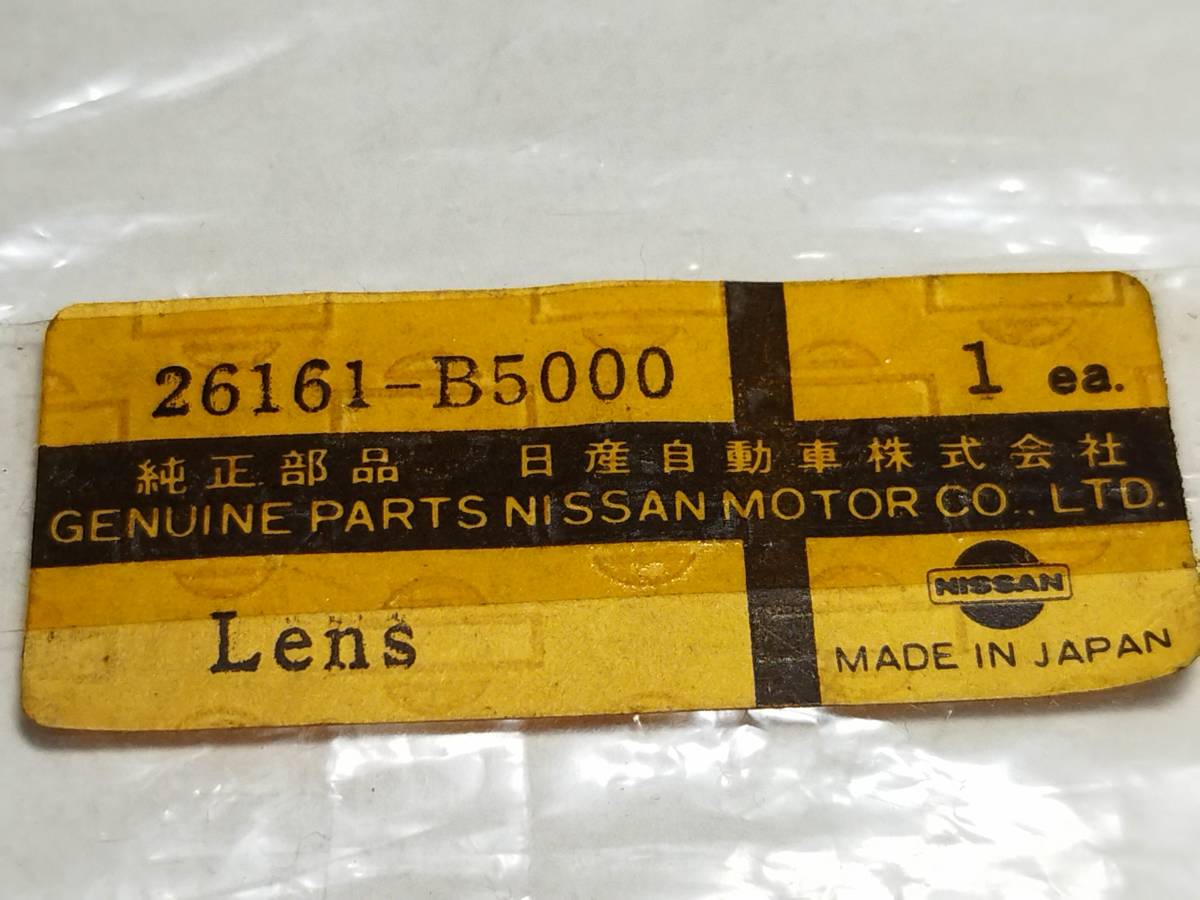 26161-B5000 1 ea.
純正部品 日産自動車株式会社
GENUINE PARTS NISSAN MOTOR CO., LTD.
NISSAN
Lens
MADE IN JAPAN